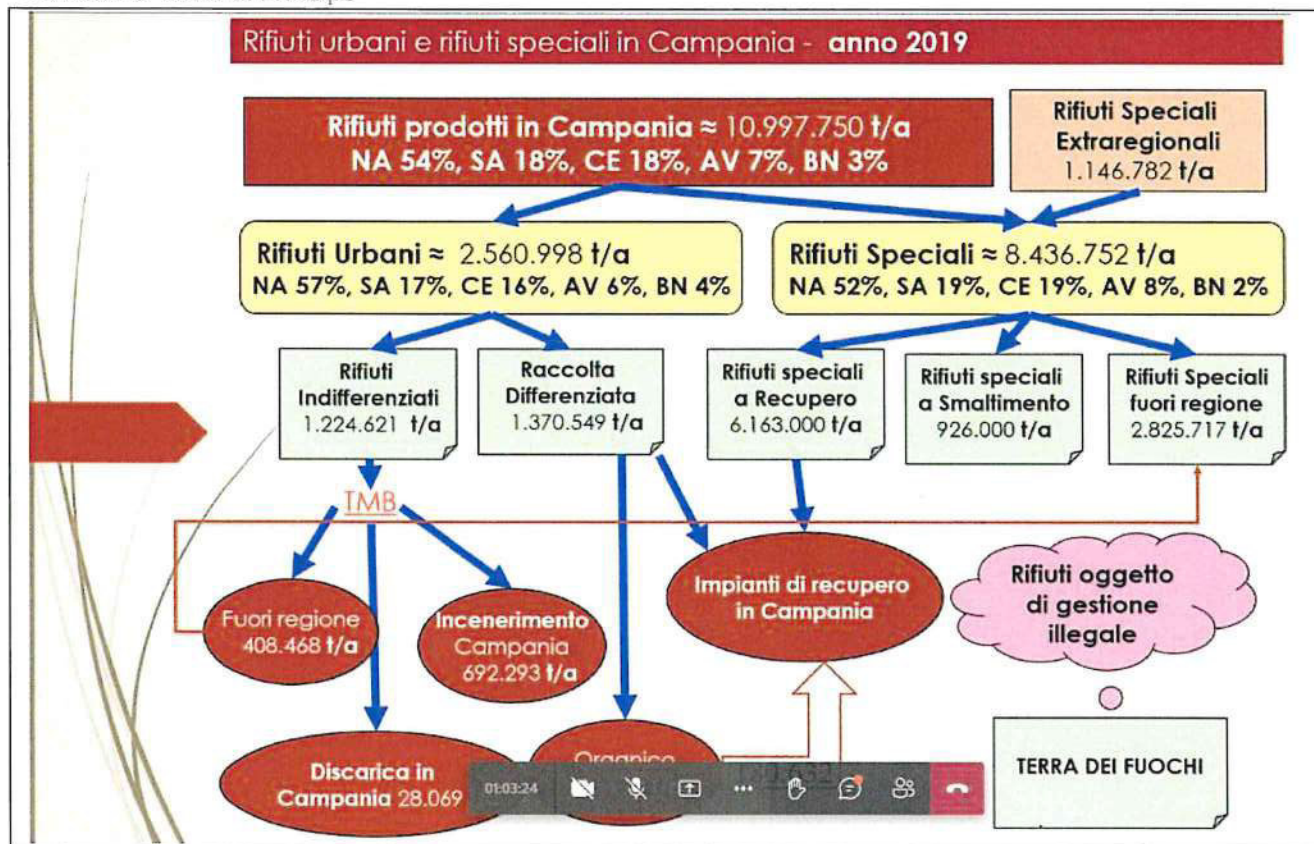 Rifiuti urbani e rifiuti speciali in Campania - anno 2019
Rifiuti prodotti in Campania ≈ 10.997.750 t/a
NA 54%, SA 18%, CE 18%, AV 7%, BN 3%
Rifiuti Speciali
Extraregionali
1.146.782 t/a
Rifiuti Urbani ≈ 2.560.998 t/a
NA 57%, SA 17%, CE 16%, AV 6%, BN 4%
Rifiuti Speciali ≈ 8.436.752 t/a
NA 52%, SA 19%, CE 19%, AV 8%, BN 2%
Rifiuti
Indifferenziati
1.224.621 t/a
Raccolta
Differenziata
1.370.549 t/a
Rifiuti speciali
a Recupero
6.163.000 t/a
Rifiuti speciali
a Smaltimento
926.000 t/a
Rifiuti Speciali
fuori regione
2.825.717 t/a
TMB
Fuori regione
408.468 t/a
Incenerimento
Campania
692.293 t/a
Impianti di recupero
in Campania
Rifiuti oggetto
di gestione
illegale
Discarica in
Campania 28.069
Organico
01:03:24
TERRA DEI FUOCHI